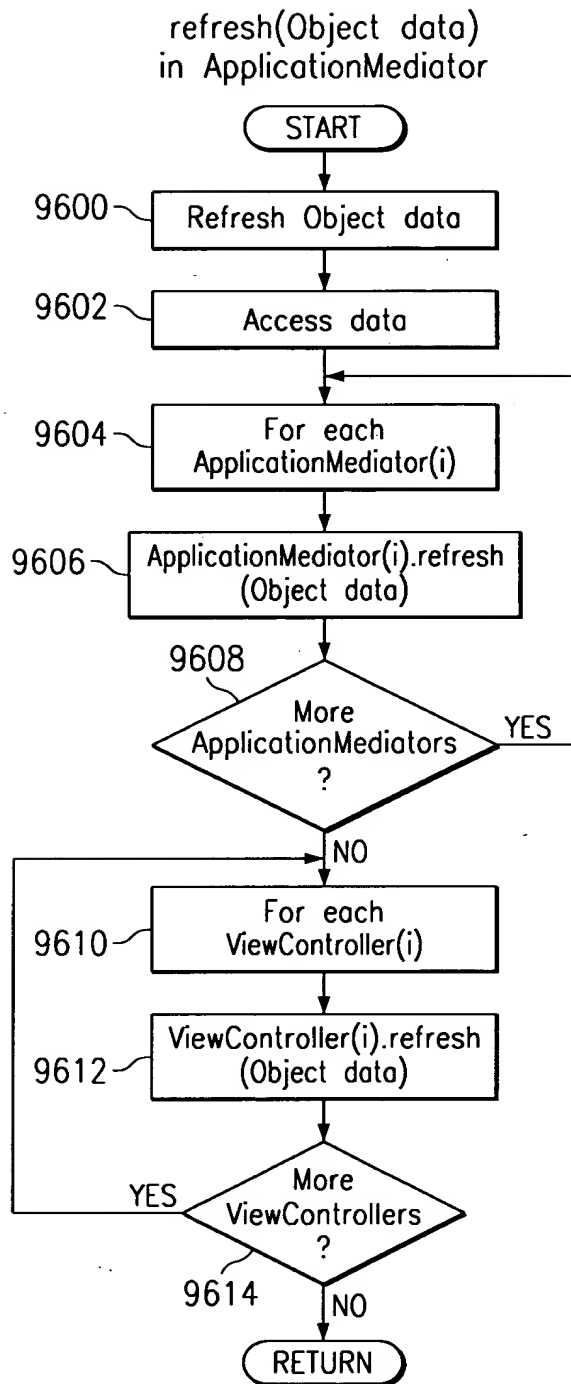 refresh(Object data)
in ApplicationMediator
START
9600
Refresh Object data
9602
Access data
9604
For each
ApplicationMediator(i)
9606
ApplicationMediator(i).refresh
(Object data)
9608
More
ApplicationMediators
?
YES
NO
9610
For each
ViewController(i)
9612
ViewController(i).refresh
(Object data)
YES
More
ViewControllers
?
9614
NO
RETURN